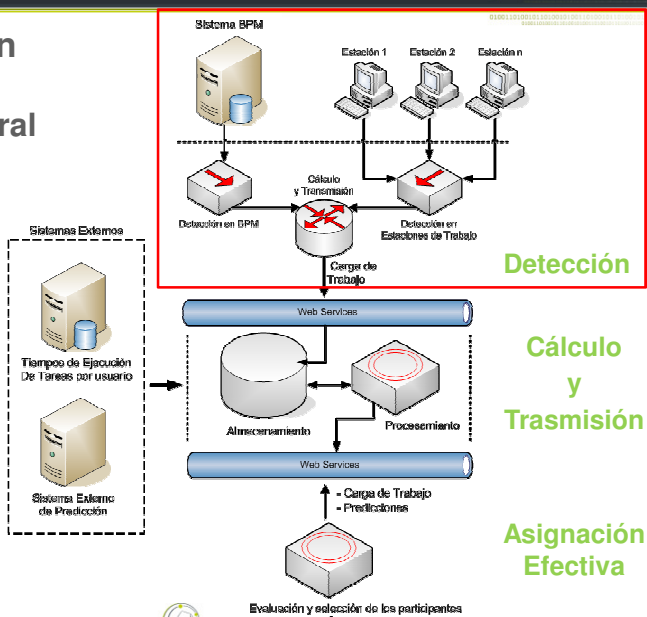 n
ral
Sistema BPM
Estación 1
Estación 2
Estación n
Cálculo
y Transmisión
Detección en BPM
Detección en
Estaciones de Trabajo
Detección
Carga de
Trabajo
Sistemas Externos
Web Services
Tiempos de Ejecución
De Tareas por usuario
Almacenamiento
Procesamiento
Cálculo
y
Trasmisión
Web Services
Sistema Externo
de Predicción
- Carga de Trabajo
- Predicciones
Asignación
Efectiva
Evaluación y selección de los participantes